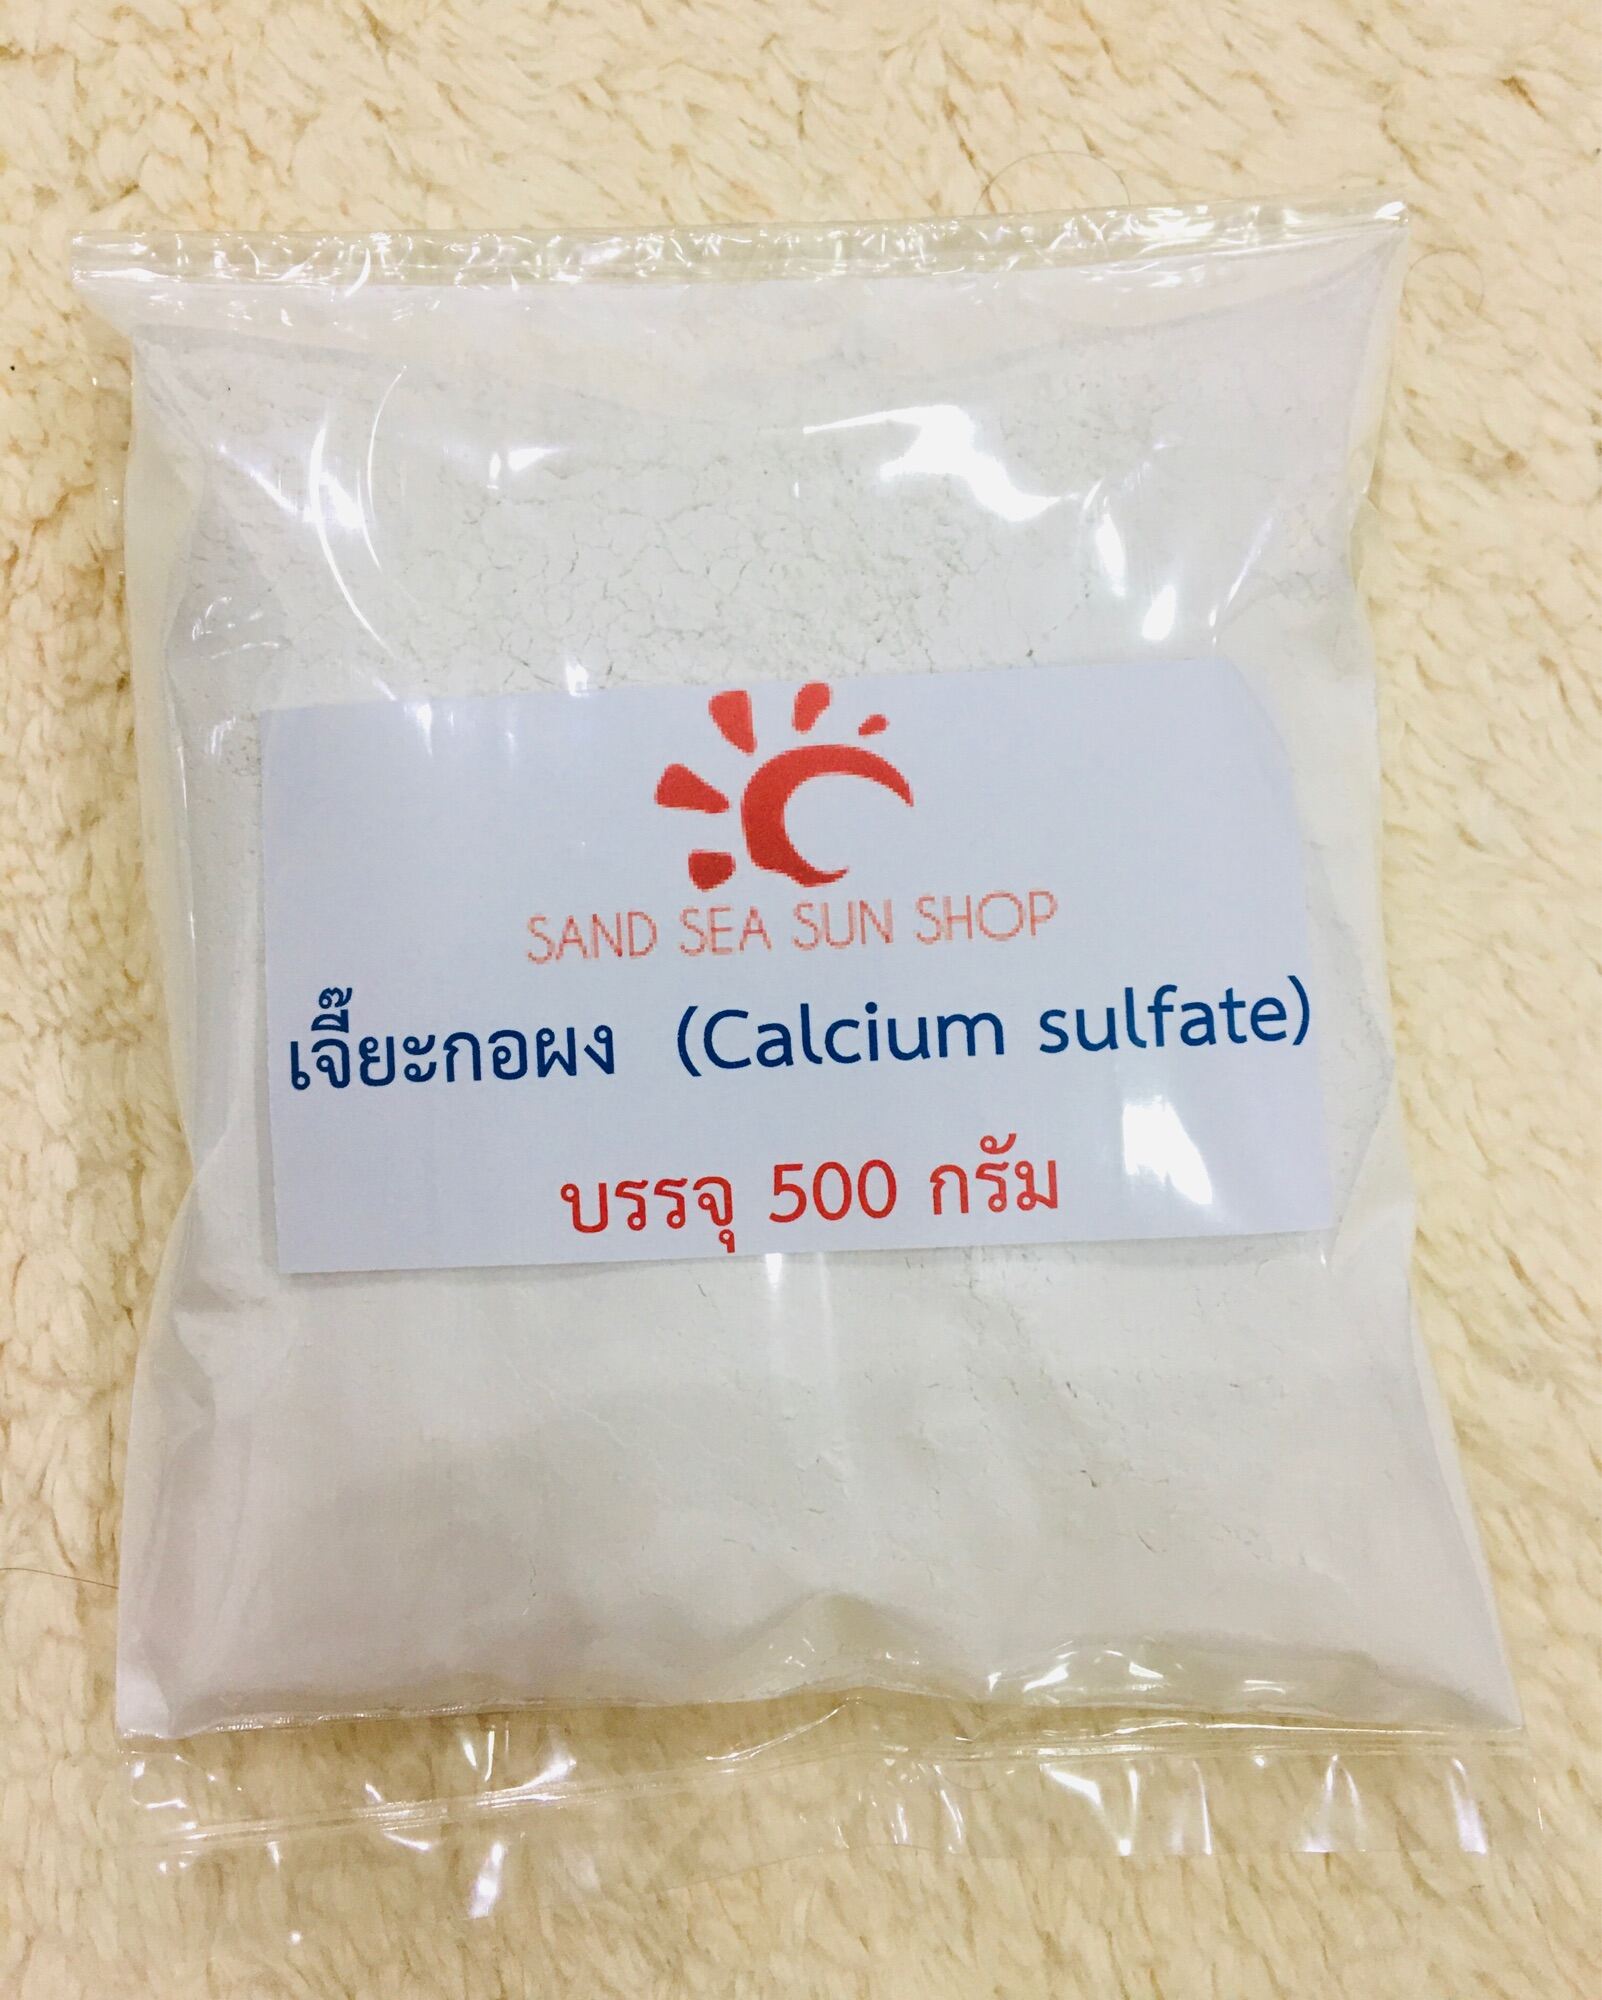 SAND SEA SUN SHOP
เจี๊ยะกอผง (Calcium sulfate)
บรรจุ 500 กรัม